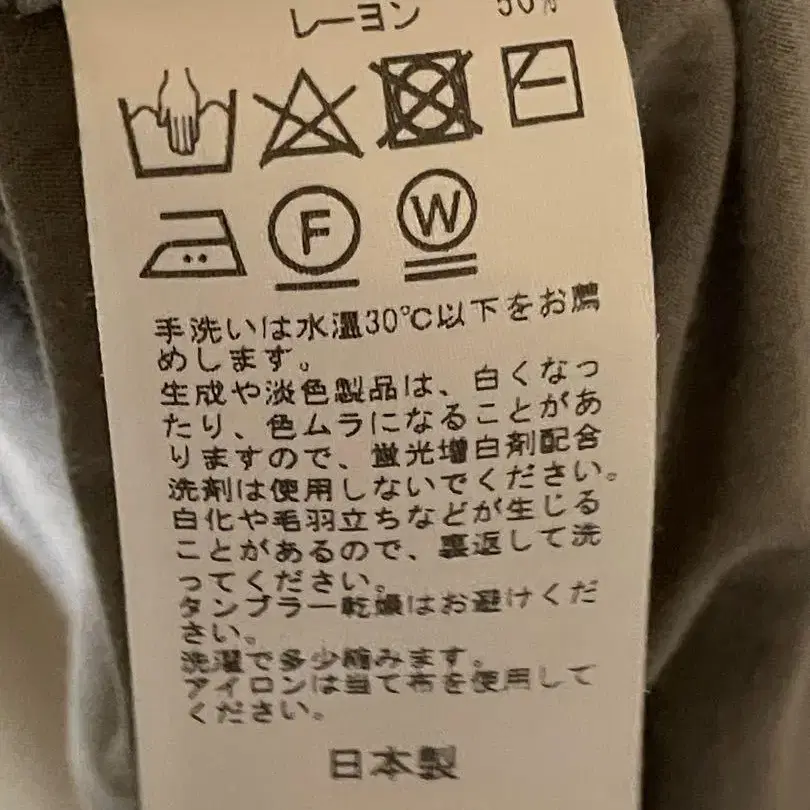 レーヨン 50%
F W
手洗いは水温30℃以下をお薦
めします。
生成や淡色製品は、白くなっ
たり、色ムラになることがあ
りますので、蛍光増白剤配合
洗剤は使用しないでください。
白化や毛羽立ちなどが生じる
ことがあるので、裏返して洗
ってください。
タンブラー乾燥はお避けくだ
さい。
洗濯で多少縮みます。
アイロンは当て布を使用して
ください。
日本製